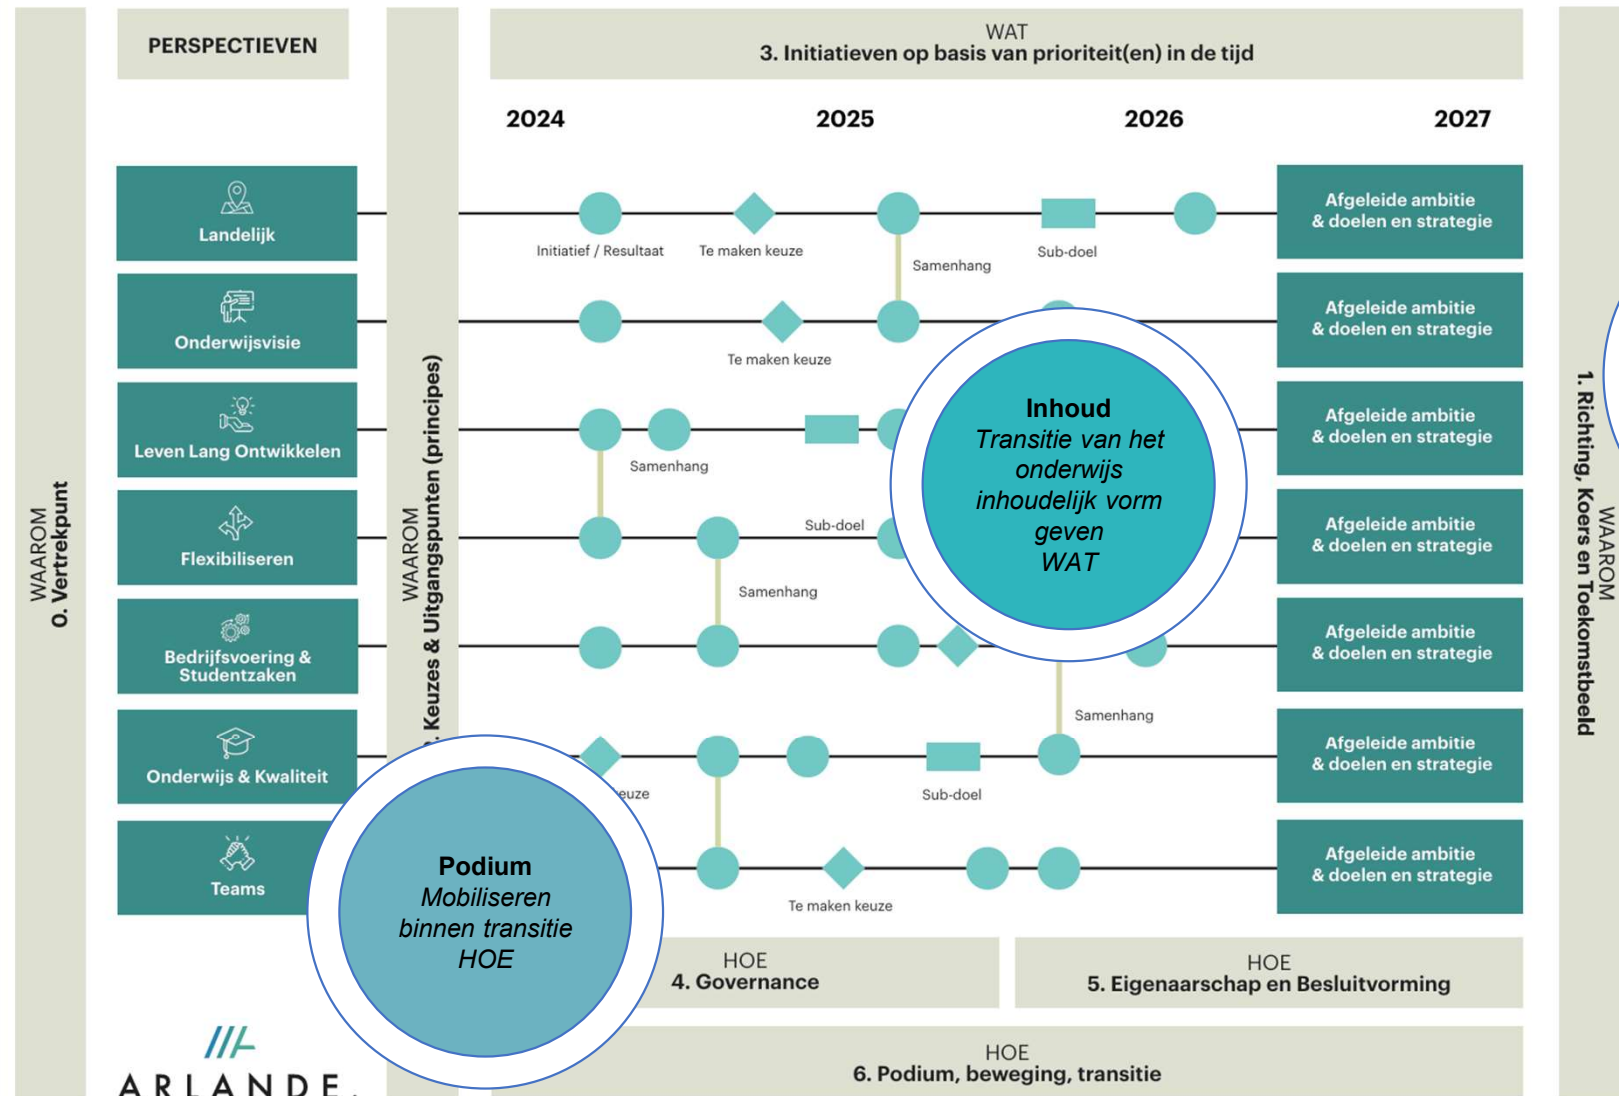 PERSPECTIEVEN
WAT
3. Initiatieven op basis van prioriteit(en) in de tijd
2024
2025
2026
2027
WAAROM
0. Vertrekpunt
WAAROM
Keuzes & Uitgangspunten (principes)
WAAROM
1. Richting, Koers en Toekomstbeeld
Landelijk
Initiatief / Resultaat
Te maken keuze
Samenhang
Sub-doel
Afgeleide ambitie
& doelen en strategie
Onderwijsvisie
Te maken keuze
Afgeleide ambitie
& doelen en strategie
Leven Lang Ontwikkelen
Samenhang
Afgeleide ambitie
& doelen en strategie
Inhoud
Transitie van het
onderwijs
inhoudelijk vorm
geven
WAT
Flexibiliseren
Sub-doel
Samenhang
Afgeleide ambitie
& doelen en strategie
Bedrijfsvoering &
Studentzaken
Samenhang
Afgeleide ambitie
& doelen en strategie
Onderwijs & Kwaliteit
euze
Sub-doel
Afgeleide ambitie
& doelen en strategie
Teams
Te maken keuze
Afgeleide ambitie
& doelen en strategie
Podium
Mobiliseren
binnen transitie
HOE
HOE
4. Governance
HOE
5. Eigenaarschap en Besluitvorming
HOE
6. Podium, beweging, transitie
ARLANDE.